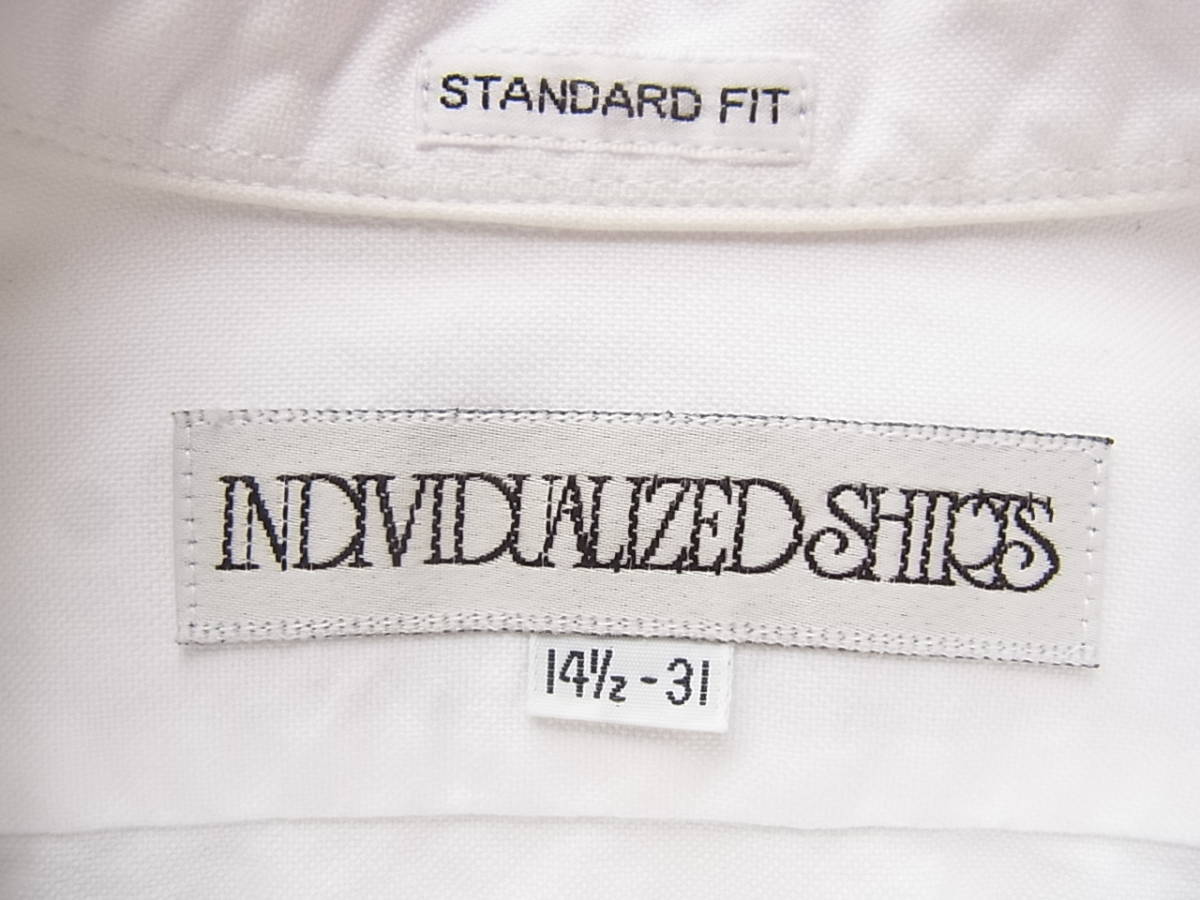 STANDARD FIT
INDIVIDUALIZED SHIRTS
14½-31